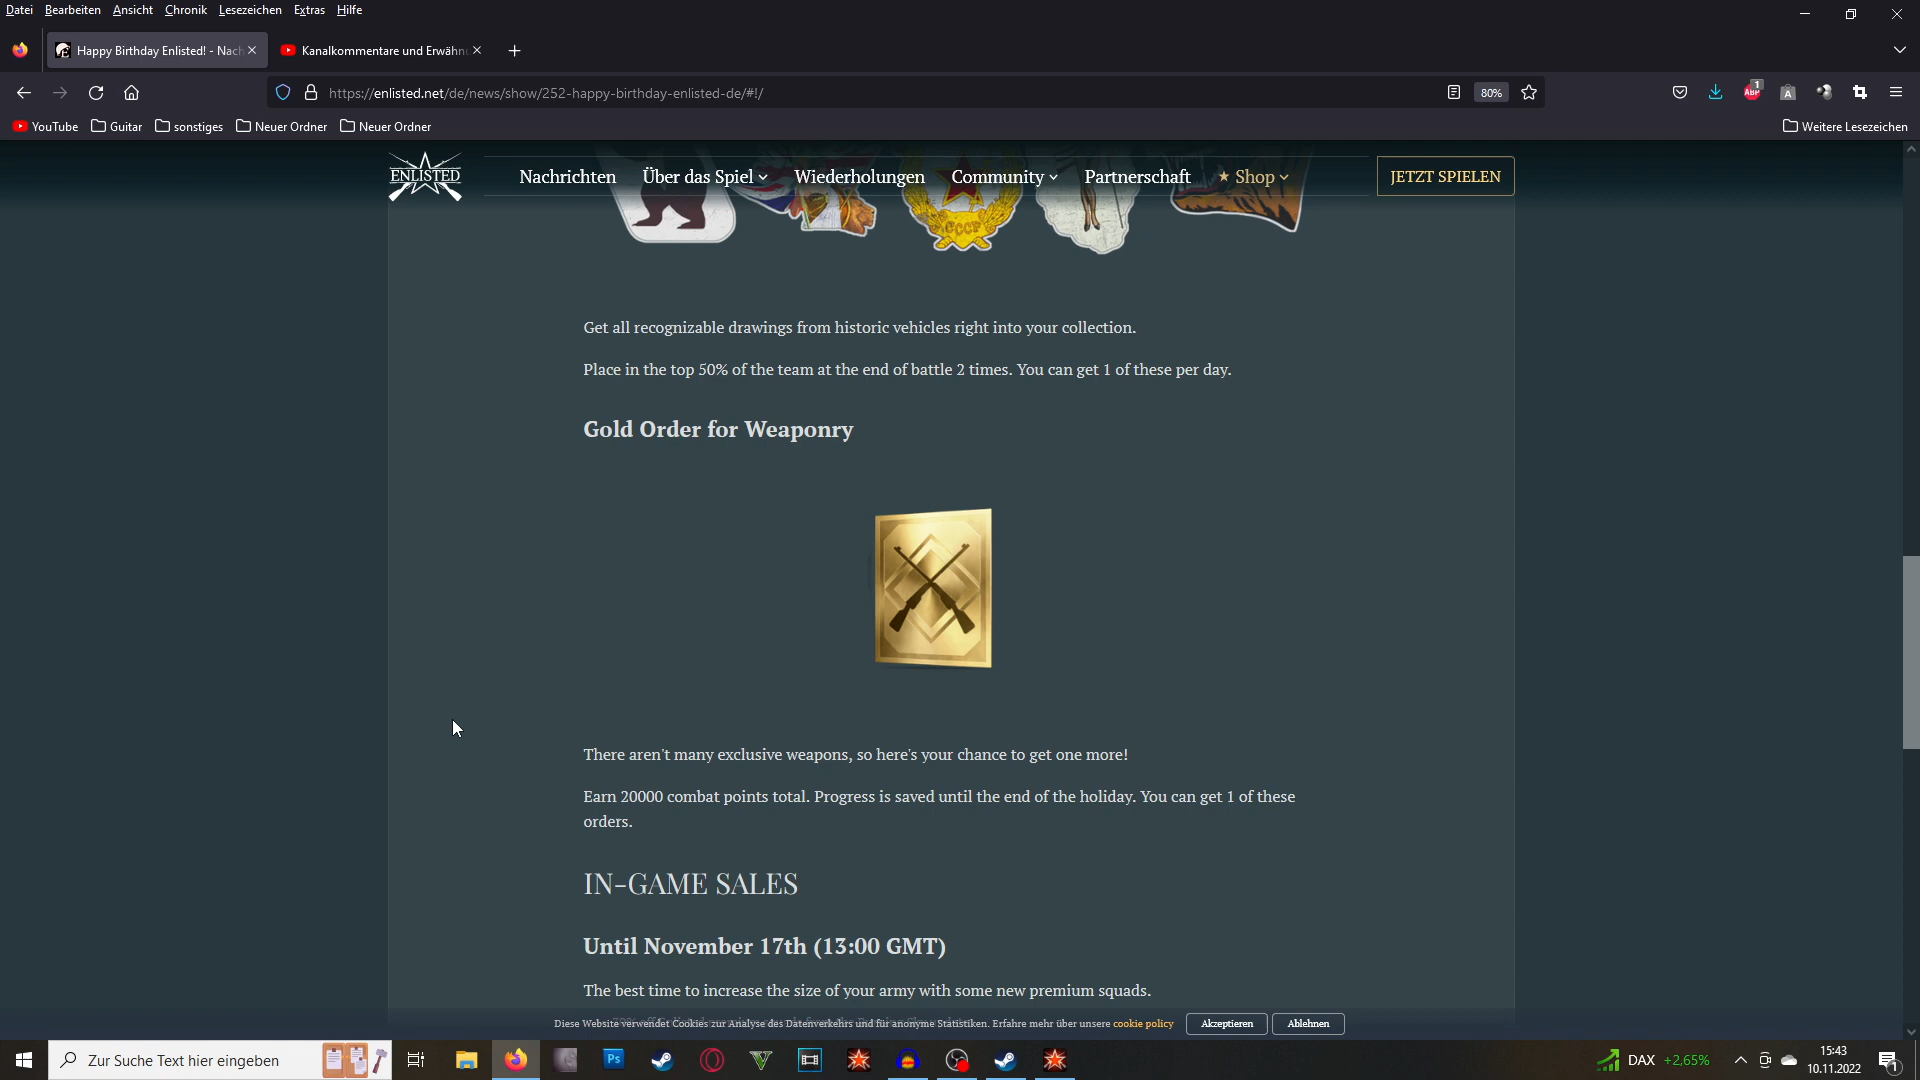 Datei Bearbeiten Ansicht Chronik Lesezeichen Extras Hilfe
Happy Birthday Enlisted! - Nach
Kanalkommentare und Erwähn
https://enlisted.net/de/news/show/252-happy-birthday-enlisted-de/#!/
80%
1
ABP
A
YouTube Guitar sonstiges Neuer Ordner Neuer Ordner Weitere Lesezeichen
ENLISTED
Nachrichten Über das Spiel Wiederholungen Community Partnerschaft Shop JETZT SPIELEN
CCCP
Get all recognizable drawings from historic vehicles right into your collection.
Place in the top 50% of the team at the end of battle 2 times. You can get 1 of these per day.
Gold Order for Weaponry
There aren't many exclusive weapons, so here's your chance to get one more!
Earn 20000 combat points total. Progress is saved until the end of the holiday. You can get 1 of these
orders.
IN-GAME SALES
Until November 17th (13:00 GMT)
The best time to increase the size of your army with some new premium squads.
Diese Website verwendet Cookies zur Analyse des Datenverkehrs und für anonyme Statistiken. Erfahre mehr über unsere cookie policy
Akzeptieren
Ablehnen
Zur Suche Text hier eingeben
Ps
DAX +2,65%
15:43
10.11.2022
1